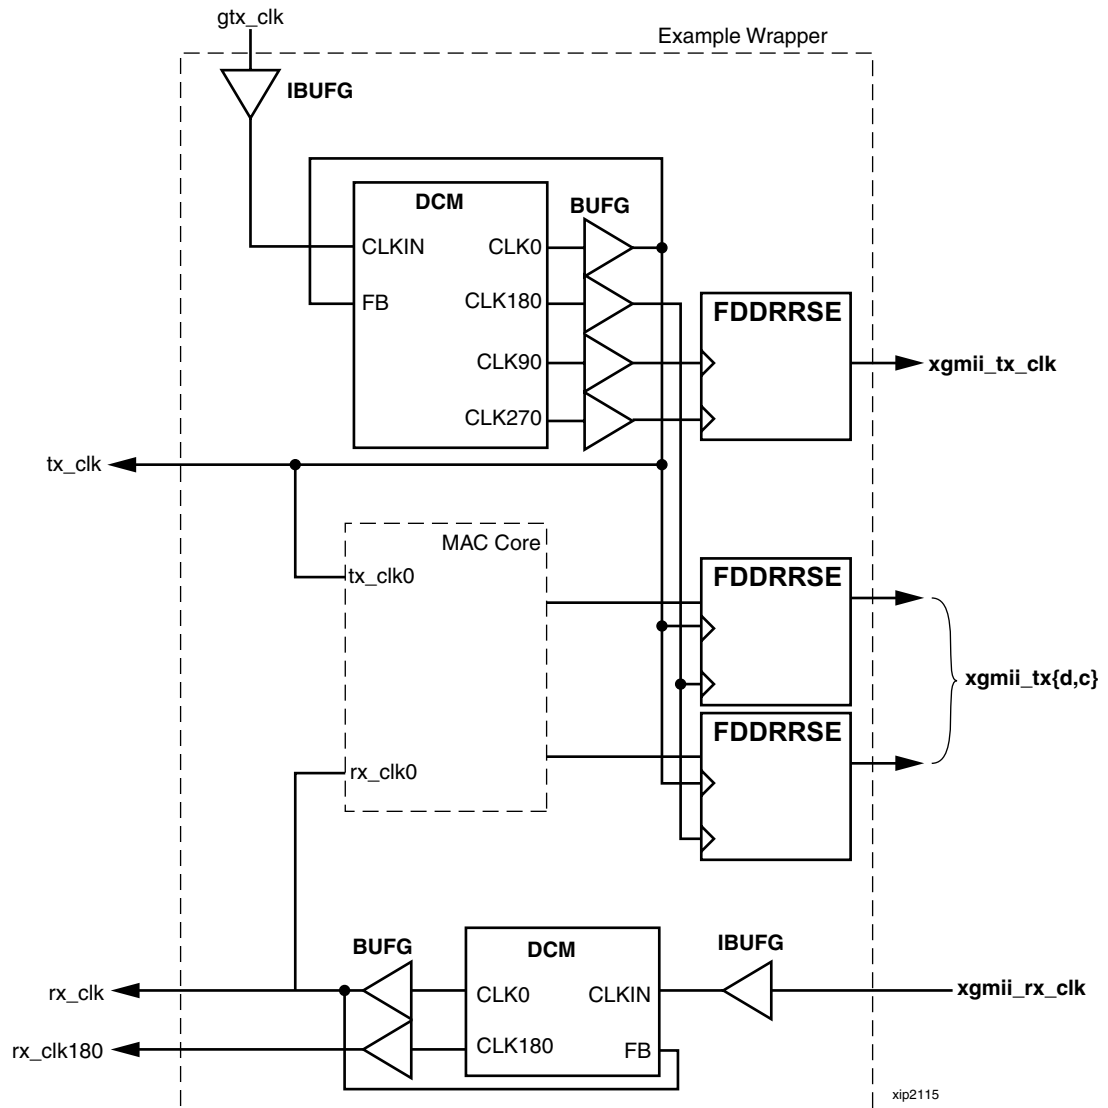 gtx_clk
Example Wrapper
IBUFG
DCM
BUFG
CLKIN
CLK0
FB
CLK180
FDDRRSE
CLK90
xgmii_tx_clk
CLK270
tx_clk
MAC Core
tx_clk0
FDDRRSE
xgmii_tx{d,c}
FDDRRSE
rx_clk0
BUFG
DCM
IBUFG
rx_clk
CLK0
CLKIN
xgmii_rx_clk
rx_clk180
CLK180
FB
xip2115